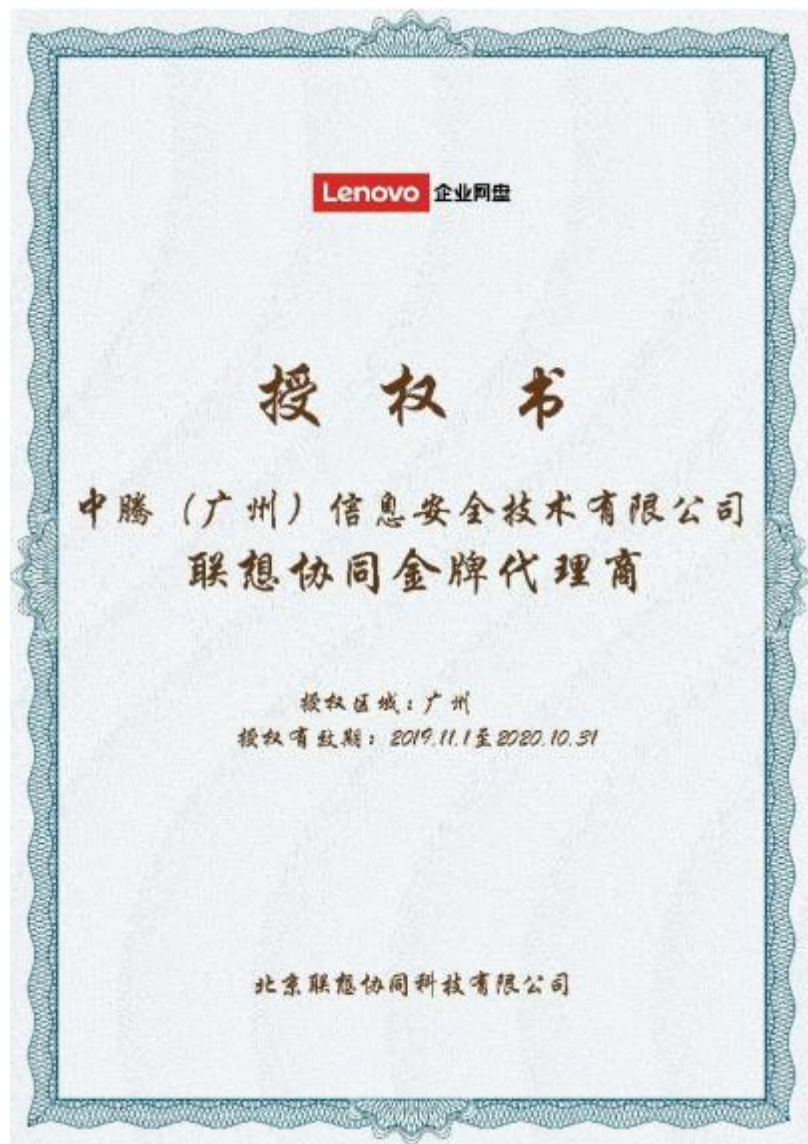 Lenovo 企业网盘
授权书
中腾（广州）信息安全技术有限公司
联想协同金牌代理商
授权区域：广州
授权有效期：2019.11.1至2020.10.31
北京联想协同科技有限公司